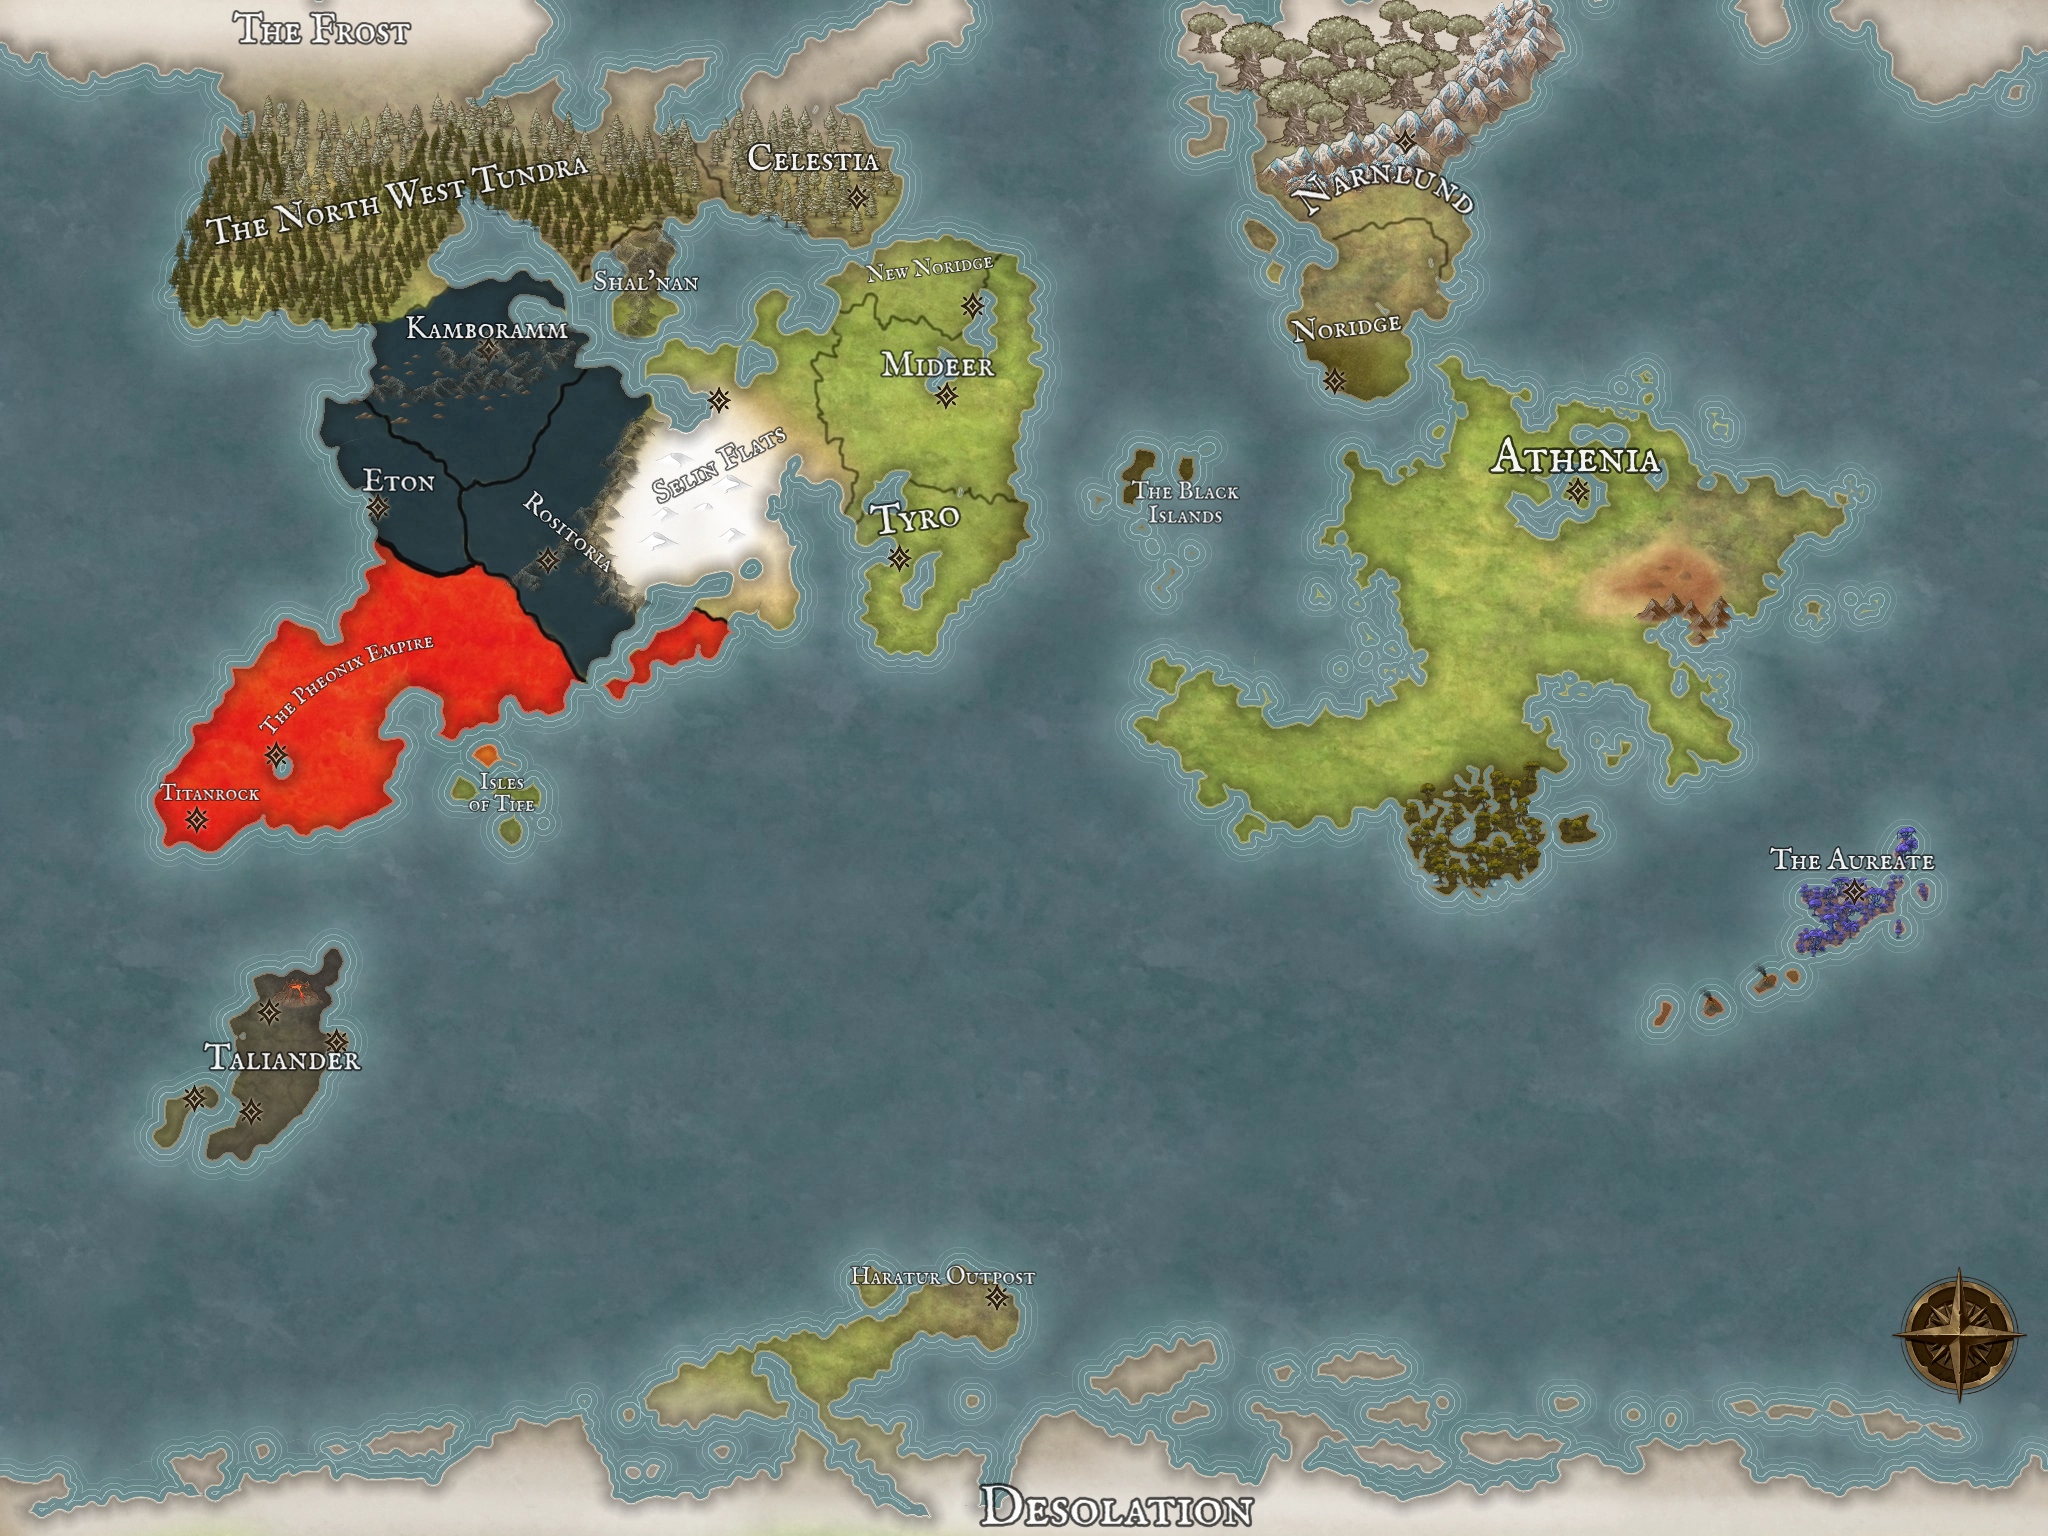 The Frost
Celestia
The North West Tundra
Narnlund
New Noridge
Shal'nan
Kamboramm
Noridge
Mideer
Selin Flats
Athenia
Eton
The Black
Islands
Rositoria
Tyro
The Pheonix Empire
Isles
of Tife
Titanrock
The Aureate
Taliander
Haratur Outpost
Desolation